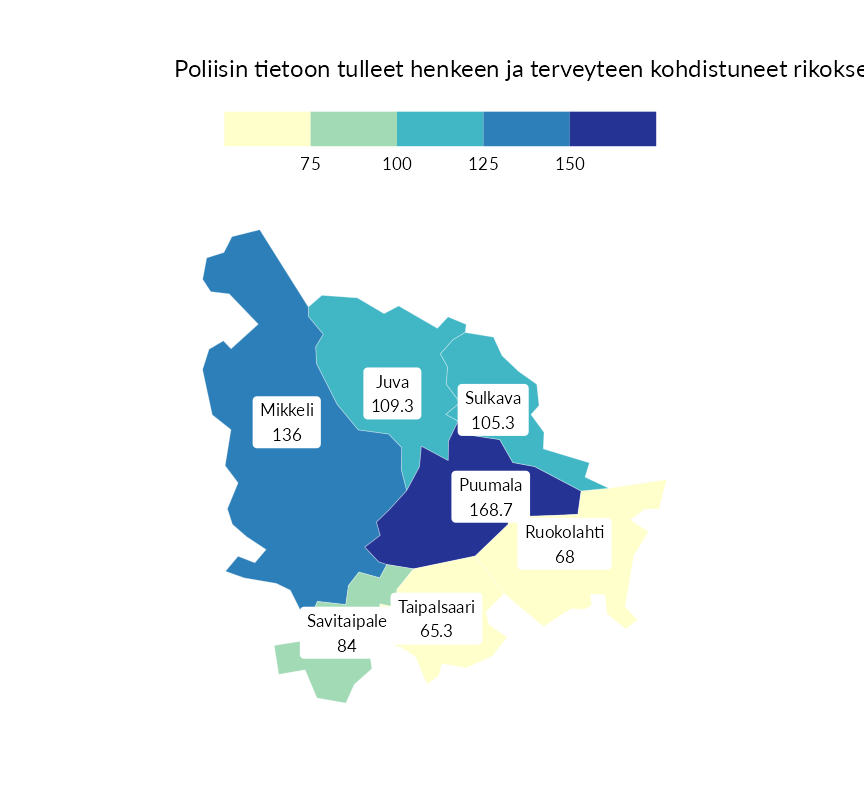 Poliisin tietoon tulleet henkeen ja terveyteen kohdistuneet rikokse
75 100 125 150
Juva
109.3
Sulkava
105.3
Mikkeli
136
Puumala
168.7
Ruokolahti
68
Taipalsaari
65.3
Savitaipale
84